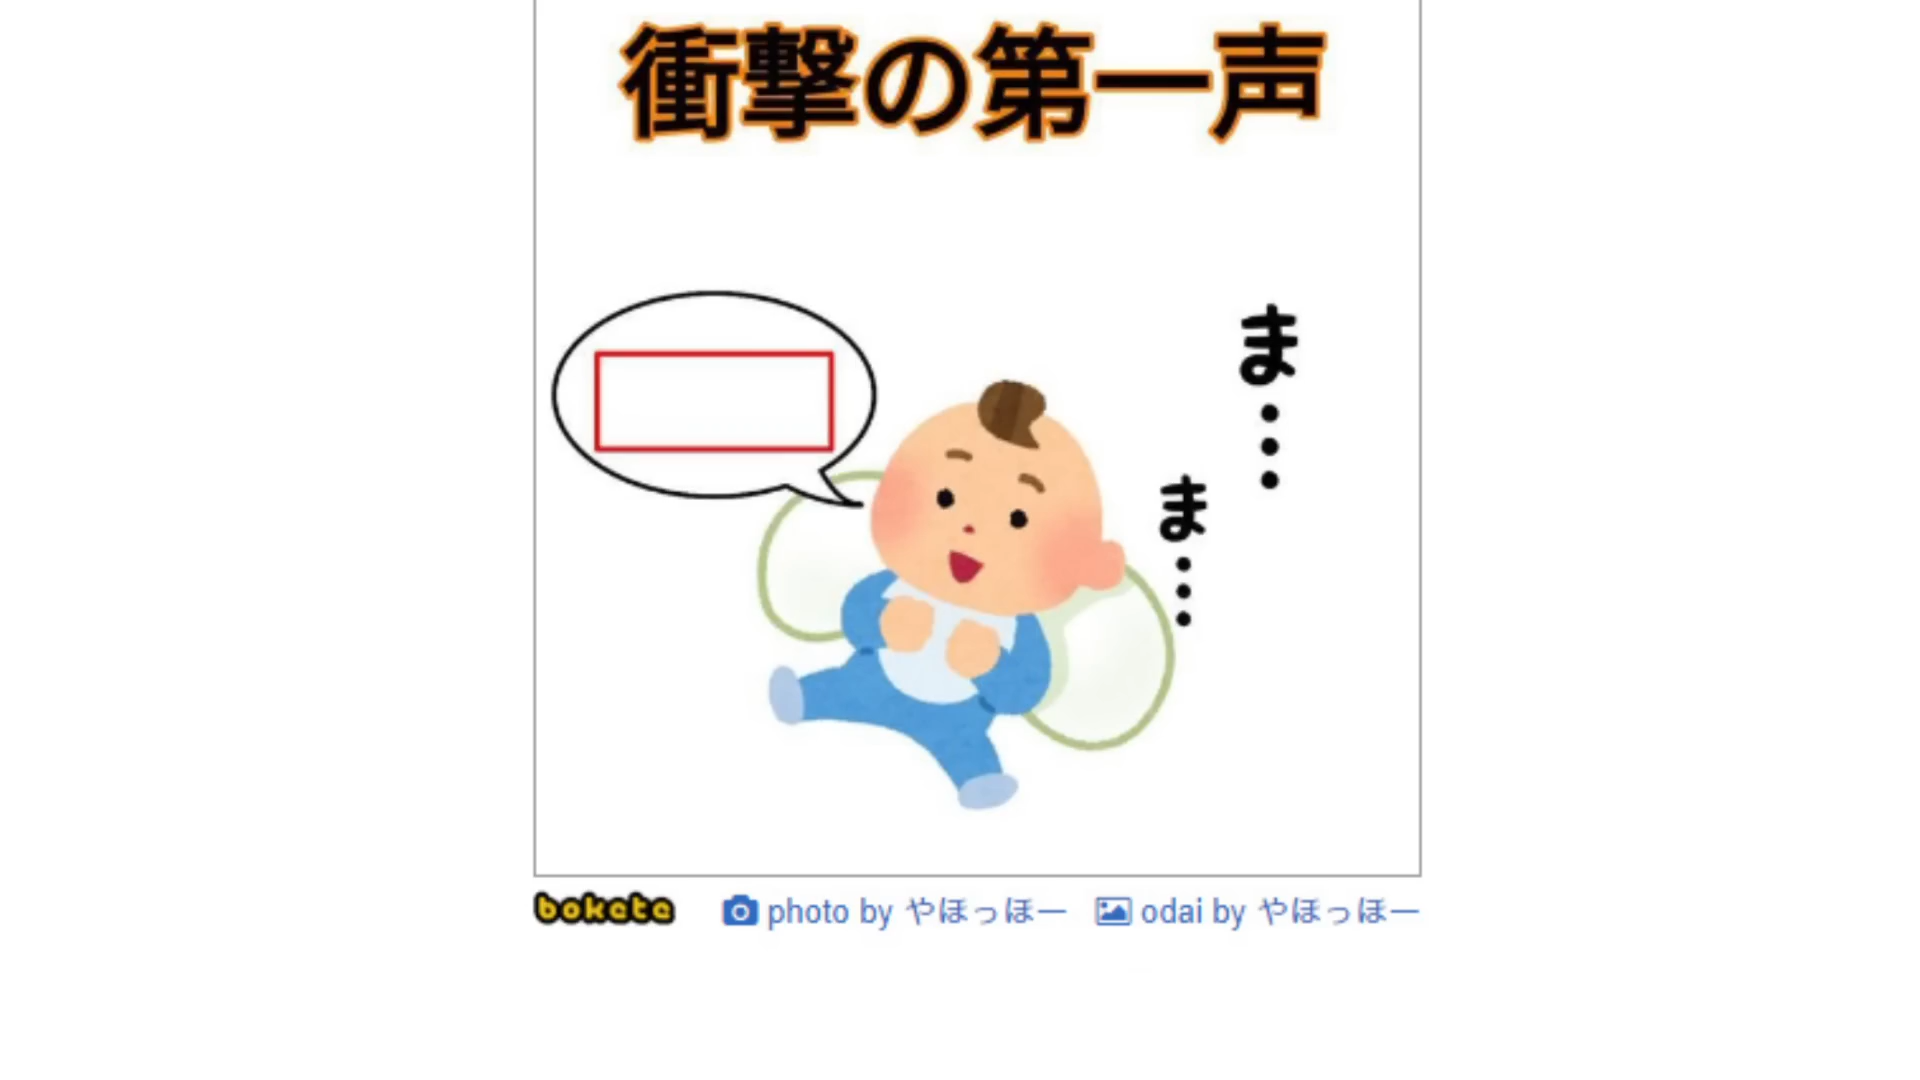 衝撃の第一声
ま…
ま…
bokete
photo by やほっほー
odai by やほっほー